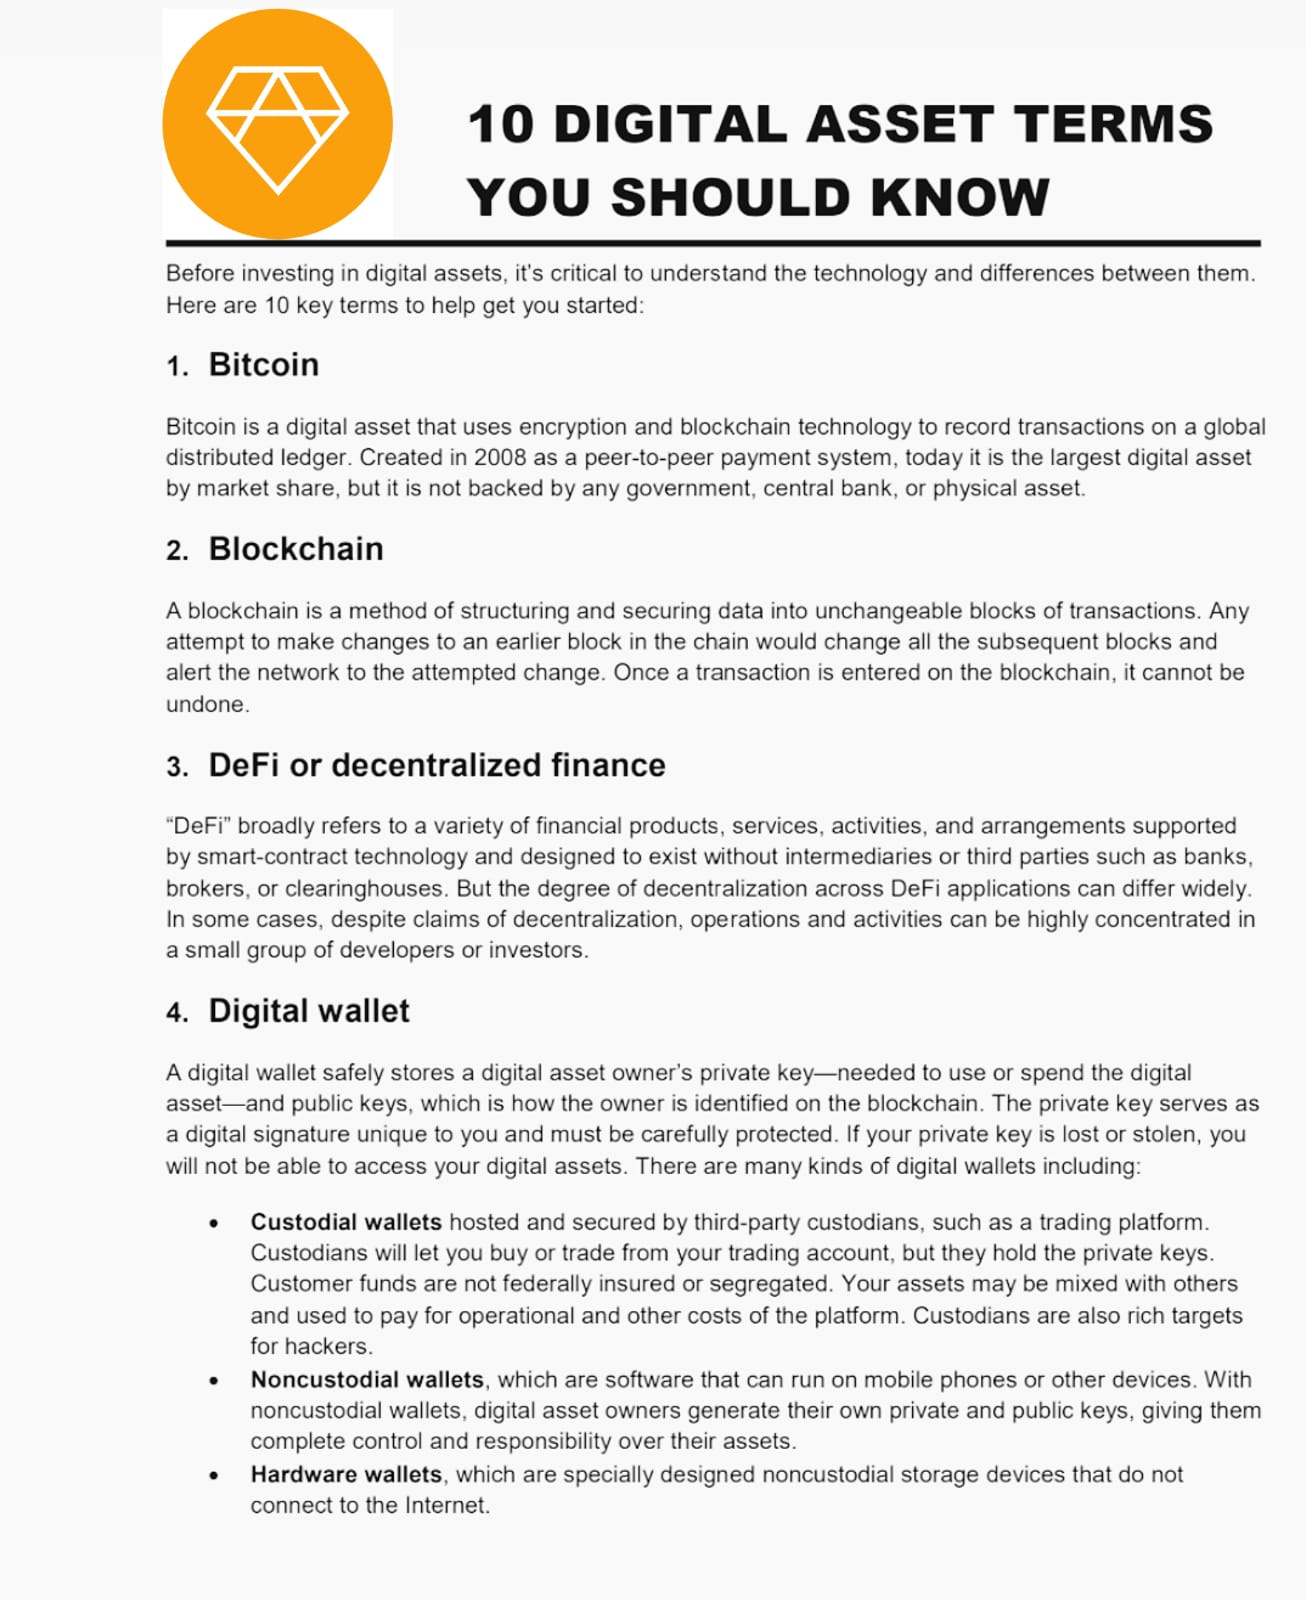 10 DIGITAL ASSET TERMS
YOU SHOULD KNOW
Before investing in digital assets, it's critical to understand the technology and differences between them.
Here are 10 key terms to help get you started:
1. Bitcoin
Bitcoin is a digital asset that uses encryption and blockchain technology to record transactions on a global
distributed ledger. Created in 2008 as a peer-to-peer payment system, today it is the largest digital asset
by market share, but it is not backed by any government, central bank, or physical asset.
2. Blockchain
A blockchain is a method of structuring and securing data into unchangeable blocks of transactions. Any
attempt to make changes to an earlier block in the chain would change all the subsequent blocks and
alert the network to the attempted change. Once a transaction is entered on the blockchain, it cannot be
undone.
3. DeFi or decentralized finance
“DeFi” broadly refers to a variety of financial products, services, activities, and arrangements supported
by smart-contract technology and designed to exist without intermediaries or third parties such as banks,
brokers, or clearinghouses. But the degree of decentralization across DeFi applications can differ widely.
In some cases, despite claims of decentralization, operations and activities can be highly concentrated in
a small group of developers or investors.
4. Digital wallet
A digital wallet safely stores a digital asset owner’s private key—needed to use or spend the digital
asset—and public keys, which is how the owner is identified on the blockchain. The private key serves as
a digital signature unique to you and must be carefully protected. If your private key is lost or stolen, you
will not be able to access your digital assets. There are many kinds of digital wallets including:
• Custodial wallets hosted and secured by third-party custodians, such as a trading platform.
Custodians will let you buy or trade from your trading account, but they hold the private keys.
Customer funds are not federally insured or segregated. Your assets may be mixed with others
and used to pay for operational and other costs of the platform. Custodians are also rich targets
for hackers.
• Noncustodial wallets, which are software that can run on mobile phones or other devices. With
noncustodial wallets, digital asset owners generate their own private and public keys, giving them
complete control and responsibility over their assets.
• Hardware wallets, which are specially designed noncustodial storage devices that do not
connect to the Internet.